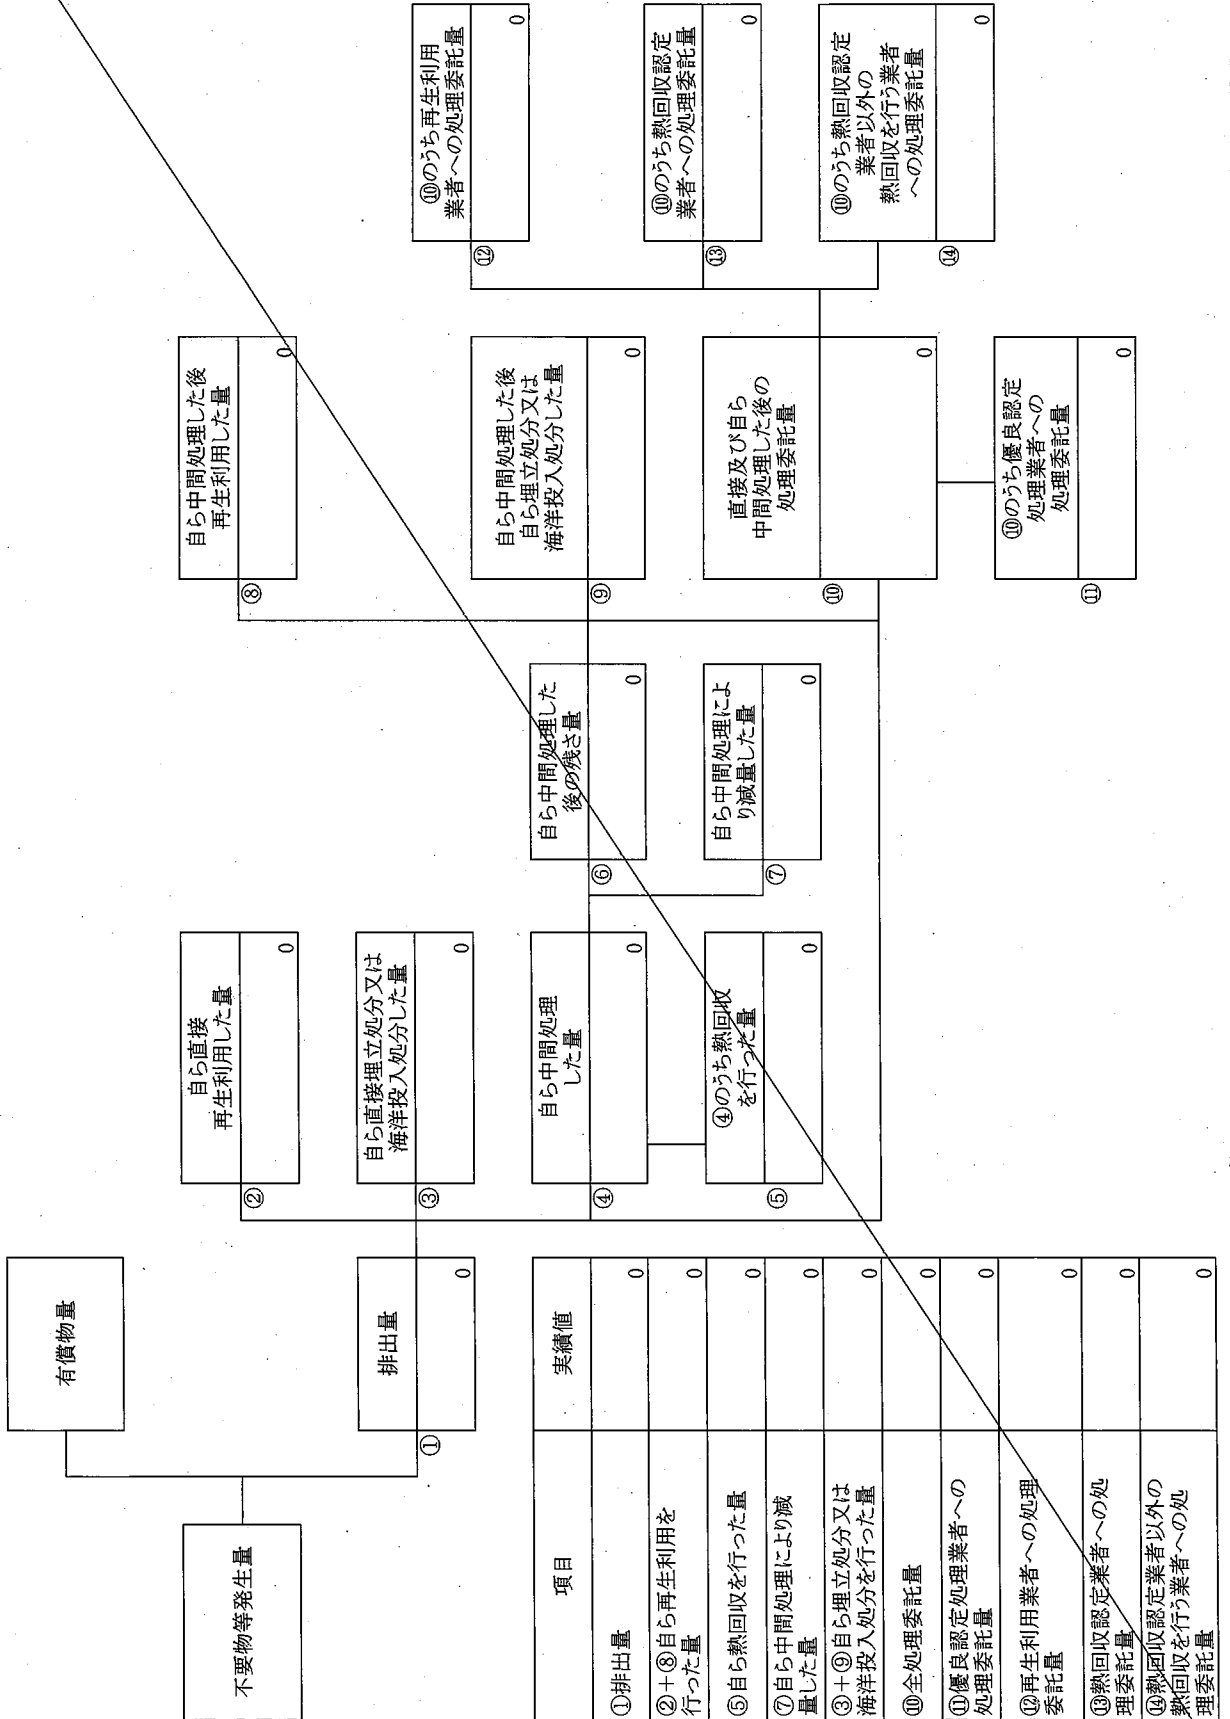 不要物等発生量
有償物量
①
排出量
0
②
自ら直接
再生利用した量
0
③
自ら直接埋立処分又は
海洋投入処分した量
0
④
自ら中間処理
した量
0
⑤
④のうち熱回収
を行った量
0
⑥
自ら中間処理した
後の残さ量
0
⑦
自ら中間処理によ
り減量した量
0
⑧
自ら中間処理した後
再生利用した量
0
⑨
自ら中間処理した後
自ら埋立処分又は
海洋投入処分した量
0
⑩
直接及び自ら
中間処理した後の
処理委託量
0
⑪
⑩のうち優良認定
処理業者への
処理委託量
0
⑫
⑩のうち再生利用
業者への処理委託量
0
⑬
⑩のうち熱回収認定
業者への処理委託量
0
⑭
⑩のうち熱回収認定
業者以外の
熱回収を行う業者
への処理委託量
0
項目 実績値
①排出量 0
②+⑧自ら再生利用を
行った量 0
⑤自ら熱回収を行った量 0
⑦自ら中間処理により減
量した量 0
③+⑨自ら埋立処分又は
海洋投入処分を行った量 0
⑩全処理委託量 0
⑪優良認定処理業者への
処理委託量 0
⑫再生利用業者への処理
委託量 0
⑬熱回収認定業者への処
理委託量 0
⑭熱回収認定業者以外の
熱回収を行う業者への処
理委託量 0